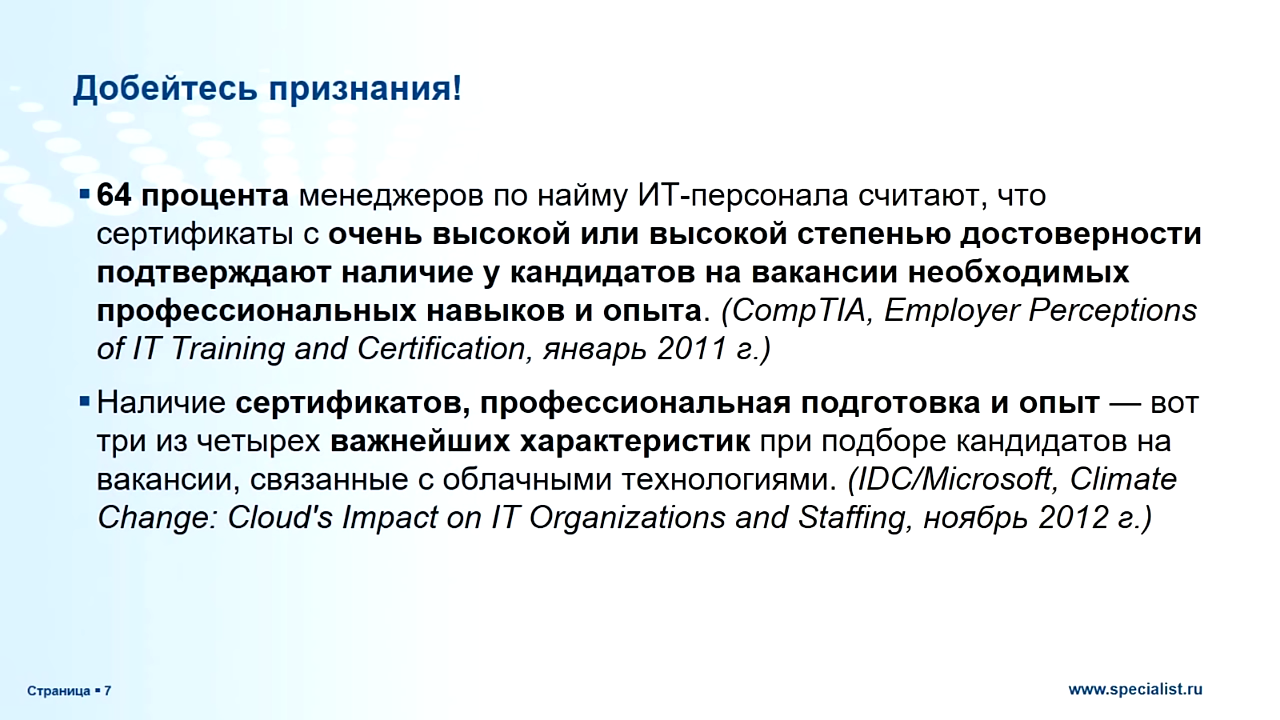 Добейтесь признания!
▪ 64 процента менеджеров по найму ИТ-персонала считают, что
сертификаты с очень высокой или высокой степенью достоверности
подтверждают наличие у кандидатов на вакансии необходимых
профессиональных навыков и опыта. (CompTIA, Employer Perceptions
of IT Training and Certification, январь 2011 г.)
▪ Наличие сертификатов, профессиональная подготовка и опыт — вот
три из четырех важнейших характеристик при подборе кандидатов на
вакансии, связанные с облачными технологиями. (IDC/Microsoft, Climate
Change: Cloud's Impact on IT Organizations and Staffing, ноябрь 2012 г.)
Страница ▪ 7
www.specialist.ru